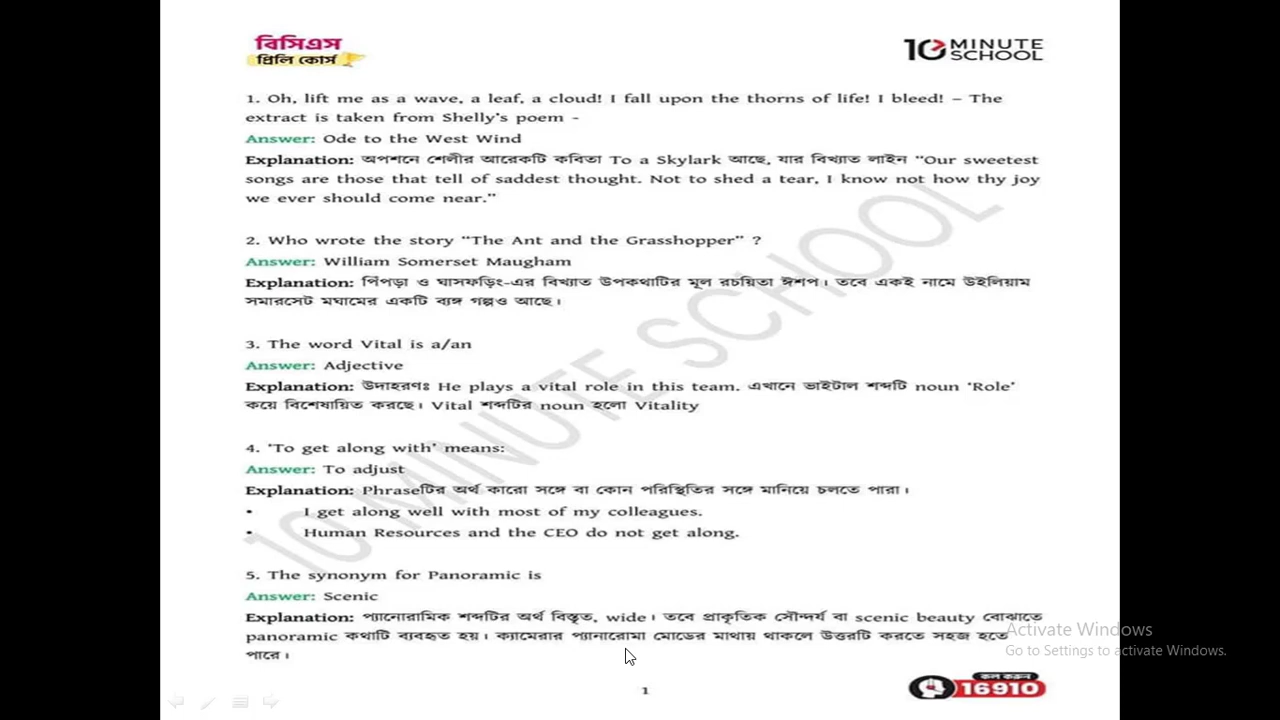 বিসিএস
প্রিলি কোর্স
10 MINUTE SCHOOL
1. Oh, lift me as a wave, a leaf, a cloud! I fall upon the thorns of life! I bleed! – The
extract is taken from Shelly's poem -
Answer: Ode to the West Wind
Explanation: অপশনে শেলীর আরেকটি কবিতা To a Skylark আছে, যার বিখ্যাত লাইন “Our sweetest
songs are those that tell of saddest thought. Not to shed a tear, I know not how thy joy
we ever should come near.”
2. Who wrote the story “The Ant and the Grasshopper” ?
Answer: William Somerset Maugham
Explanation: পিঁপড়া ও ঘাসফড়িং-এর বিখ্যাত উপকথাটির মূল রচয়িতা ঈশপ। তবে একই নামে উইলিয়াম
সমারসেট মঘামের একটি ব্যঙ্গ গল্পও আছে।
3. The word Vital is a/an
Answer: Adjective
Explanation: উদাহরণঃ He plays a vital role in this team. এখানে ভাইটাল শব্দটি noun ‘Role’
কয়ে বিশেষায়িত করছে। Vital শব্দটির noun হলো Vitality
4. ‘To get along with’ means:
Answer: To adjust
Explanation: Phraseটির অর্থ কারো সঙ্গে বা কোন পরিস্থিতির সঙ্গে মানিয়ে চলতে পারা।
• I get along well with most of my colleagues.
• Human Resources and the CEO do not get along.
5. The synonym for Panoramic is
Answer: Scenic
Explanation: প্যানোরামিক শব্দটির অর্থ বিস্তৃত, wide। তবে প্রাকৃতিক সৌন্দর্য বা scenic beauty বোঝাতে
panoramic কথাটি ব্যবহৃত হয়। ক্যামেরার প্যানারোমা মোডের মাথায় থাকলে উত্তরটি করতে সহজ হতে
পারে।
10 MINUTE SCHOOL
Activate Windows
Go to Settings to activate Windows.
1
কল করুন
16910